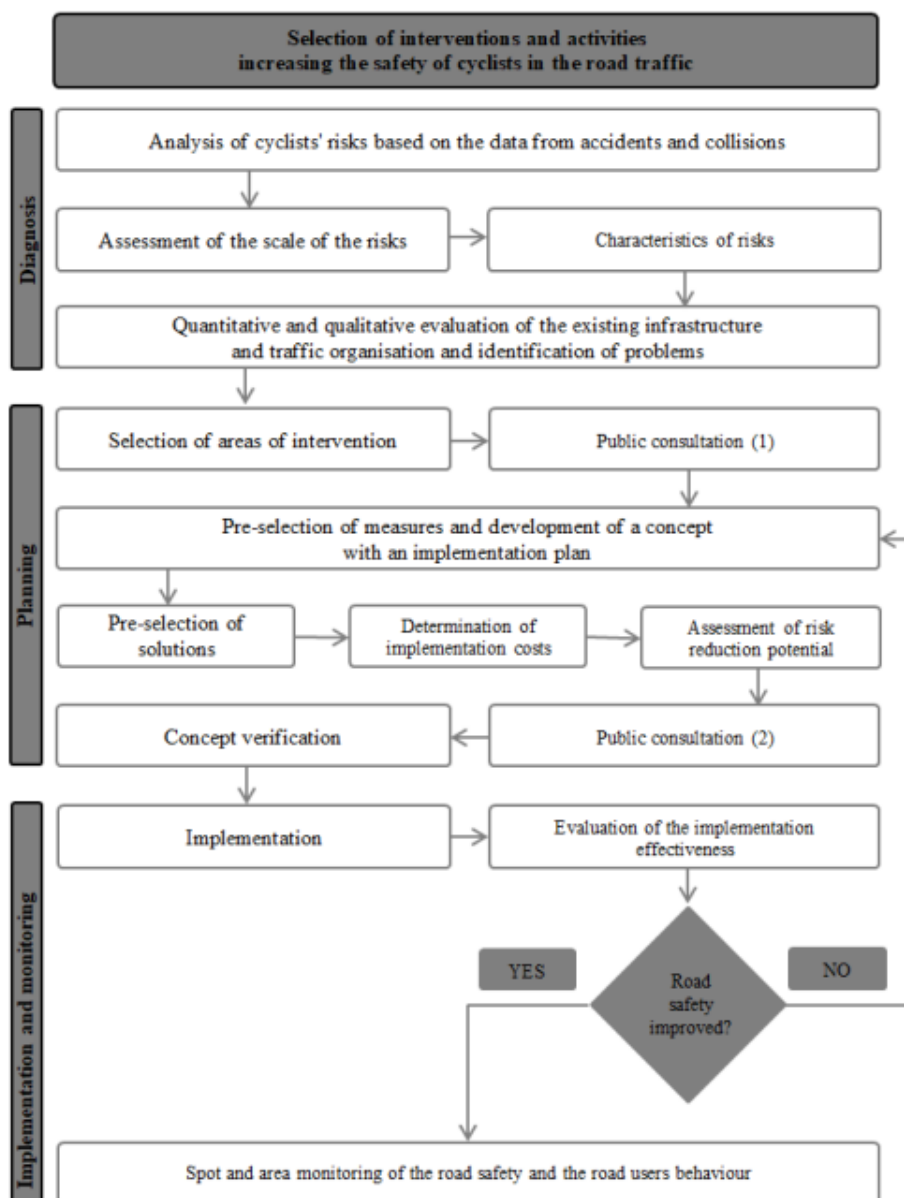 Selection of interventions and activities
increasing the safety of cyclists in the road traffic
Diagnosis
Analysis of cyclists' risks based on the data from accidents and collisions
Assessment of the scale of the risks
Characteristics of risks
Quantitative and qualitative evaluation of the existing infrastructure
and traffic organisation and identification of problems
Planning
Selection of areas of intervention
Public consultation (1)
Pre-selection of measures and development of a concept
with an implementation plan
Pre-selection of
solutions
Determination of
implementation costs
Assessment of risk
reduction potential
Concept verification
Public consultation (2)
Implementation and monitoring
Implementation
Evaluation of the implementation
effectiveness
YES
Road
safety
improved?
NO
Spot and area monitoring of the road safety and the road users behaviour